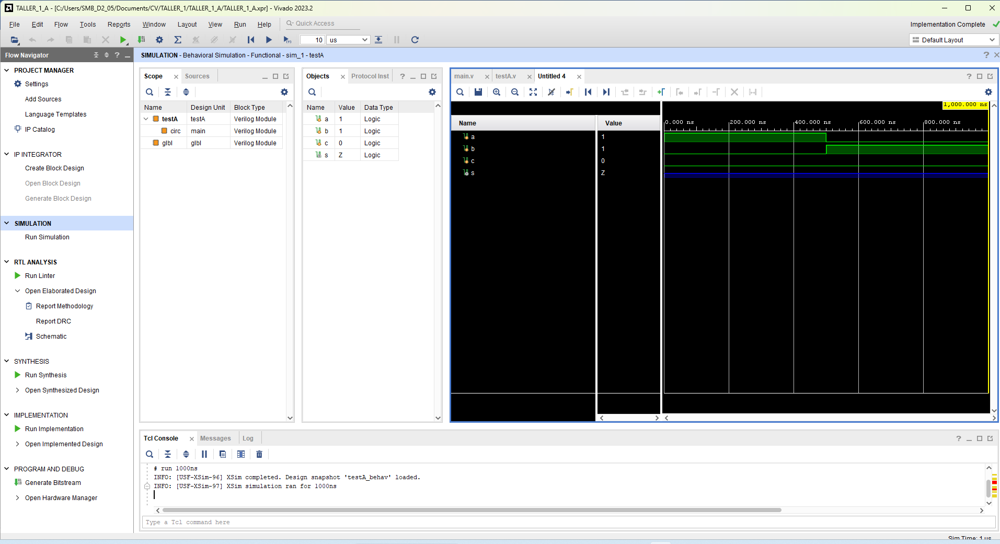 TALLER_1_A - [C:/Users/SMB_D2_05/Documents/CV/TALLER_1/TALLER_1_A/TALLER_1_A.xpr] - Vivado 2023.2
File Edit Flow Tools Reports Window Layout View Run Help Quick Access
Implementation Complete
10 us
Default Layout
Flow Navigator
PROJECT MANAGER
Settings
Add Sources
Language Templates
IP Catalog
IP INTEGRATOR
Create Block Design
Open Block Design
Generate Block Design
SIMULATION
Run Simulation
RTL ANALYSIS
Run Linter
Open Elaborated Design
Report Methodology
Report DRC
Schematic
SYNTHESIS
Run Synthesis
Open Synthesized Design
IMPLEMENTATION
Run Implementation
Open Implemented Design
PROGRAM AND DEBUG
Generate Bitstream
Open Hardware Manager
SIMULATION - Behavioral Simulation - Functional - sim_1 - testA
Scope Sources
Name Design Unit Block Type
testA testA Verilog Module
circ main Verilog Module
glbl glbl Verilog Module
Objects Protocol Inst
Name Value Data Type
a 1 Logic
b 1 Logic
c 0 Logic
s Z Logic
main.v testA.v Untitled 4
1,000.000 ns
Name Value
0.000 ns 200.000 ns 400.000 ns 600.000 ns 800.000 ns
a 1
b 1
c 0
s Z
Tcl Console Messages Log
# run 1000ns
INFO: [USF-XSim-96] XSim completed. Design snapshot 'testA_behav' loaded.
INFO: [USF-XSim-97] XSim simulation ran for 1000ns
Type a Tcl command here
Sim Time: 1 us